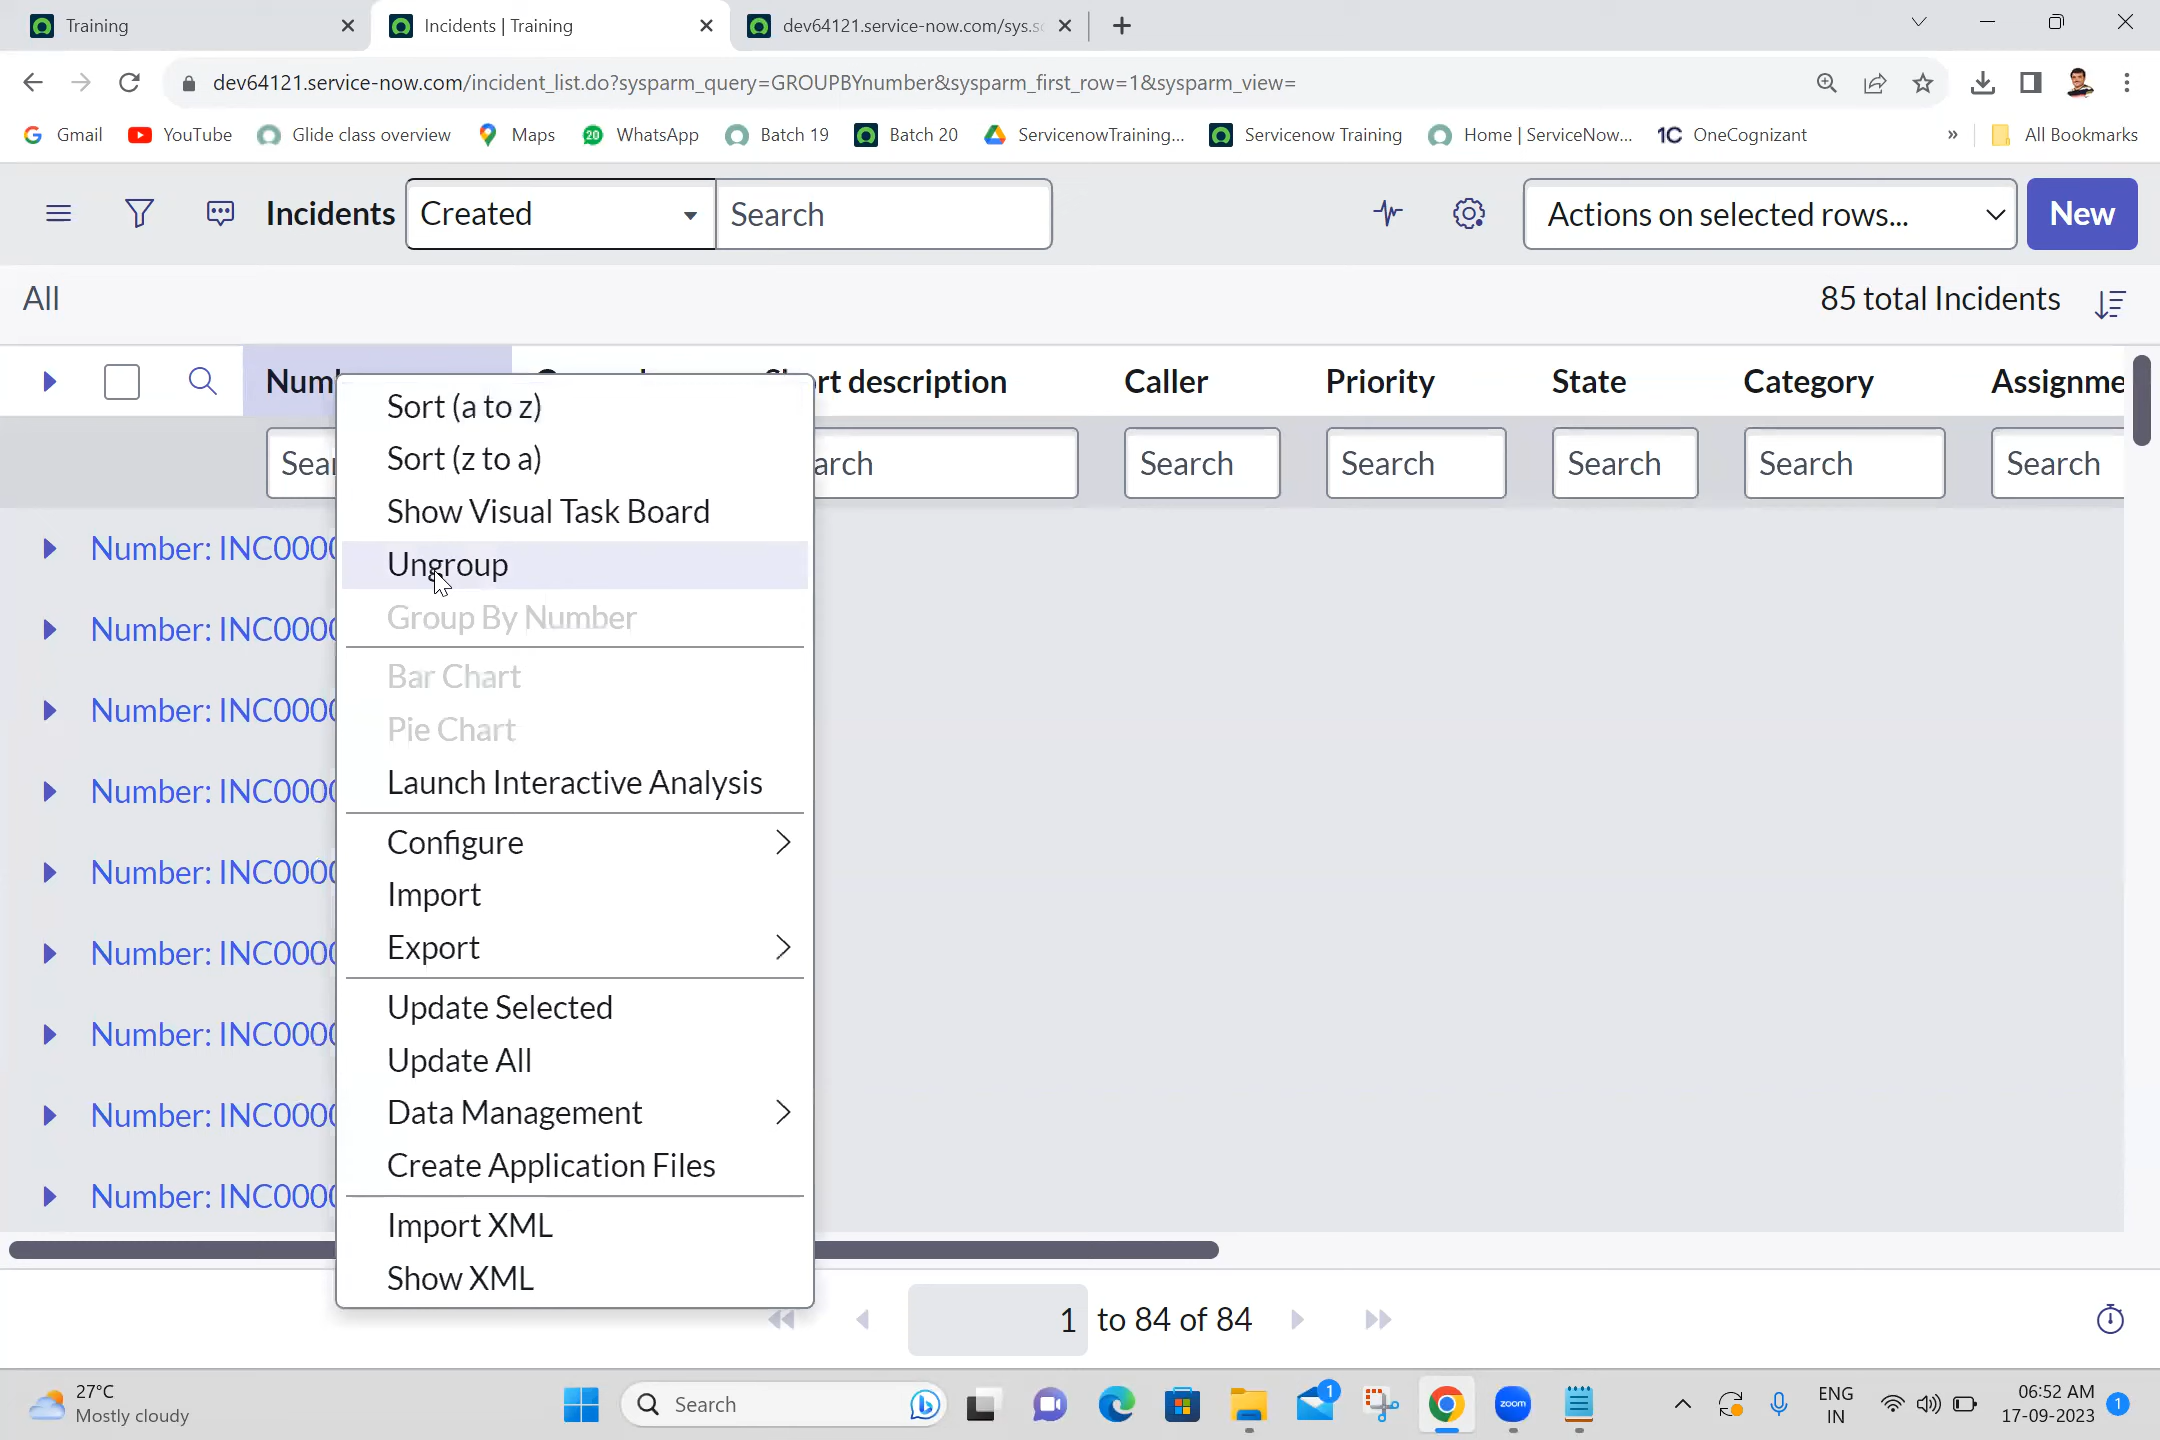 Training
Incidents | Training
dev64121.service-now.com/sys.s
dev64121.service-now.com/incident_list.do?sysparm_query=GROUPBYnumber&sysparm_first_row=1&sysparm_view=
Gmail YouTube Glide class overview Maps 20 WhatsApp Batch 19 Batch 20 ServicenowTraining... Servicenow Training Home | ServiceNow... 1C OneCognizant » All Bookmarks
Incidents Created Search Actions on selected rows... New
All 85 total Incidents
Num rt description Caller Priority State Category Assignme
Sear arch Search Search Search Search Search
Number: INC000
Number: INC000
Number: INC000
Number: INC000
Number: INC000
Number: INC000
Number: INC000
Number: INC000
Number: INC000
Sort (a to z)
Sort (z to a)
Show Visual Task Board
Ungroup
Group By Number
Bar Chart
Pie Chart
Launch Interactive Analysis
Configure
Import
Export
Update Selected
Update All
Data Management
Create Application Files
Import XML
Show XML
1 to 84 of 84
27°C
Mostly cloudy
Search
1
zoom
ENG
IN
06:52 AM
17-09-2023
1